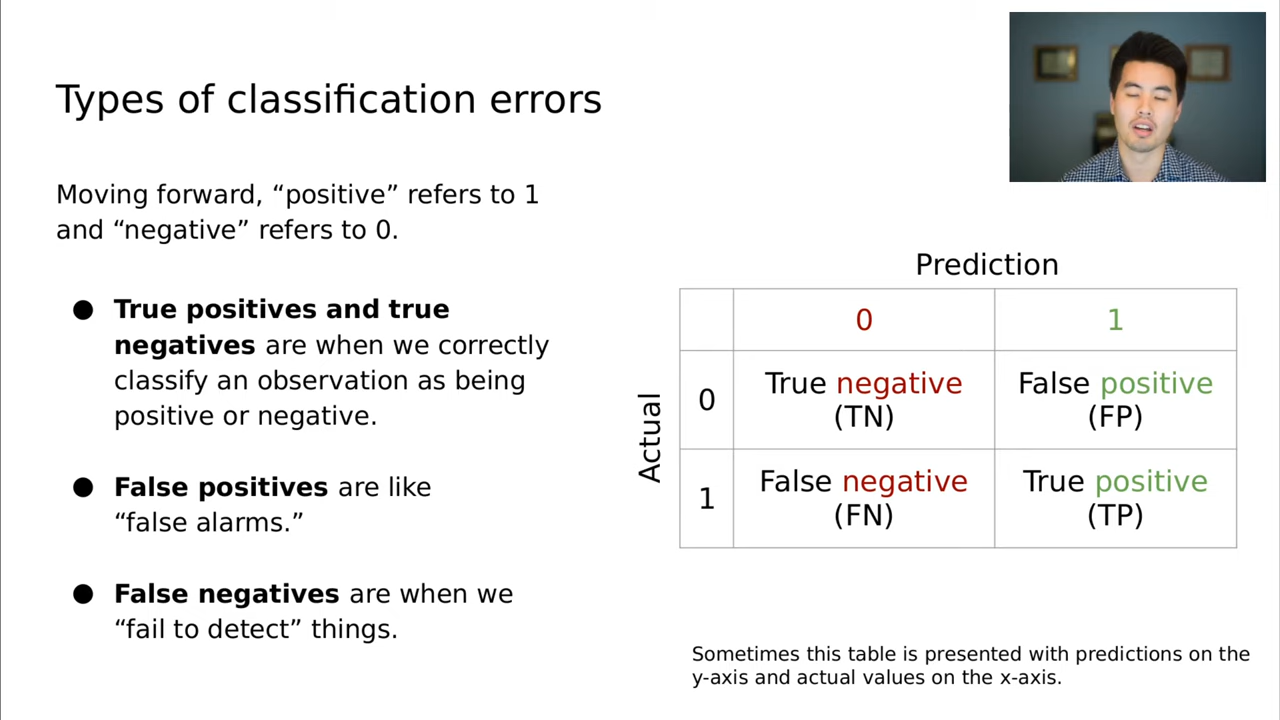 Types of classification errors
Moving forward, “positive” refers to 1
and “negative” refers to 0.
● True positives and true
negatives are when we correctly
classify an observation as being
positive or negative.
● False positives are like
“false alarms.”
● False negatives are when we
“fail to detect” things.
Prediction
Actual
0 1
0 True negative (TN) False positive (FP)
1 False negative (FN) True positive (TP)
Sometimes this table is presented with predictions on the
y-axis and actual values on the x-axis.